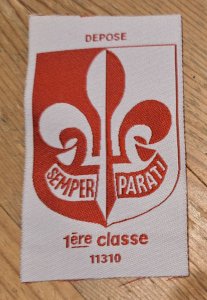 DEPOSE
SEMPER PARATI
1ère classe
11310